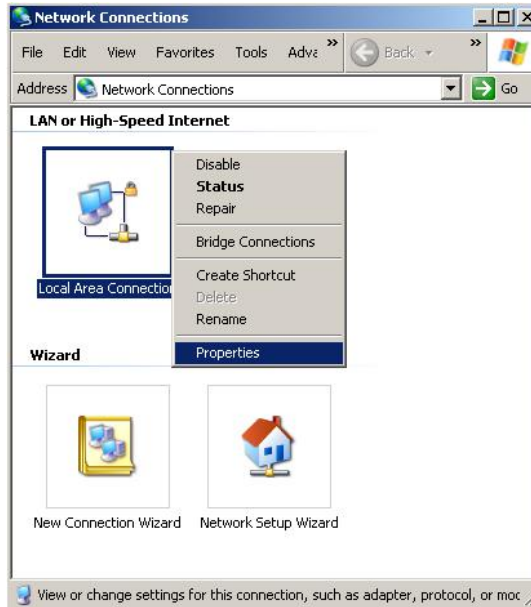 Network Connections
File Edit View Favorites Tools Adva » Back »
Address Network Connections Go
LAN or High-Speed Internet
Disable
Status
Repair
Bridge Connections
Create Shortcut
Delete
Rename
Properties
Local Area Connection
Wizard
New Connection Wizard Network Setup Wizard
View or change settings for this connection, such as adapter, protocol, or moc